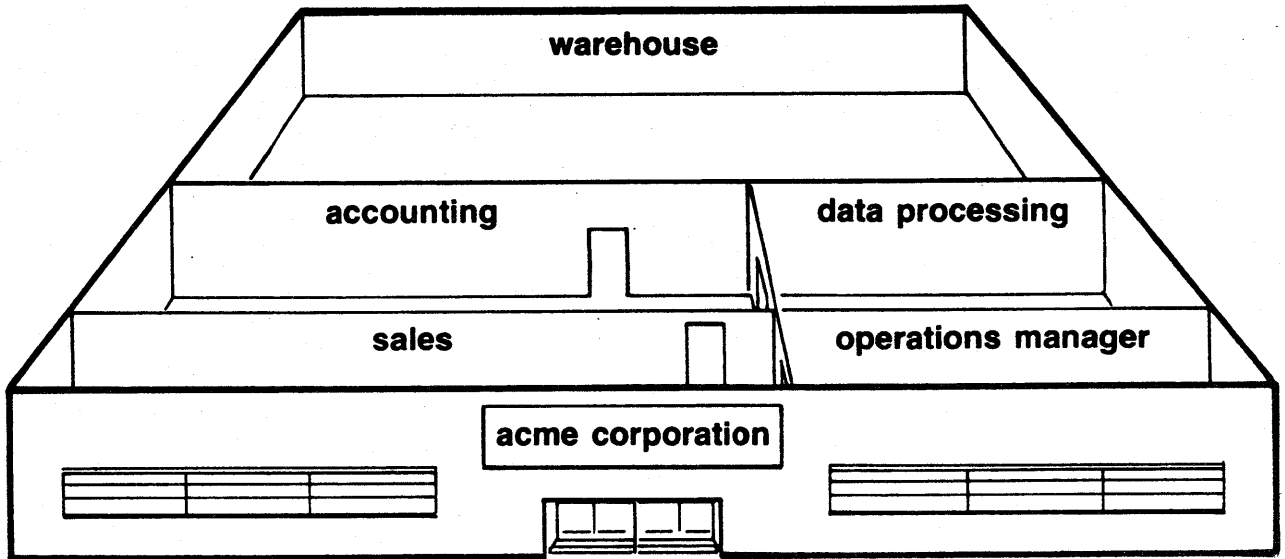 warehouse
accounting
data processing
sales
operations manager
acme corporation